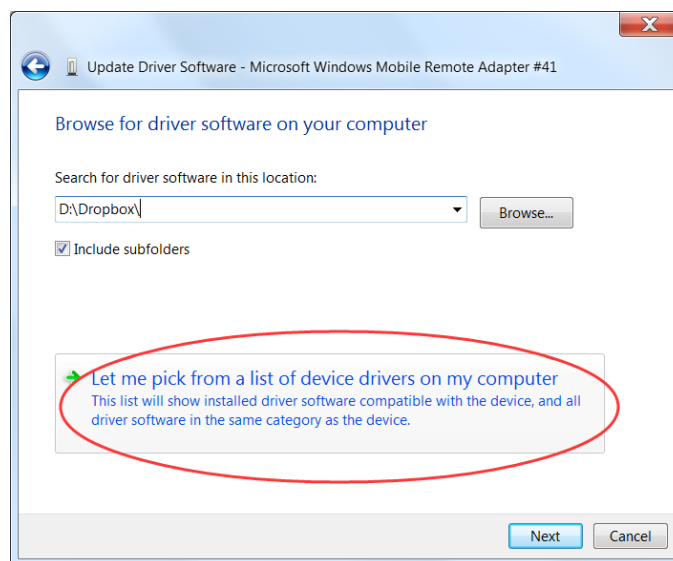 Update Driver Software - Microsoft Windows Mobile Remote Adapter #41
Browse for driver software on your computer
Search for driver software in this location:
D:\Dropbox\
Browse...
Include subfolders
Let me pick from a list of device drivers on my computer
This list will show installed driver software compatible with the device, and all
driver software in the same category as the device.
Next
Cancel